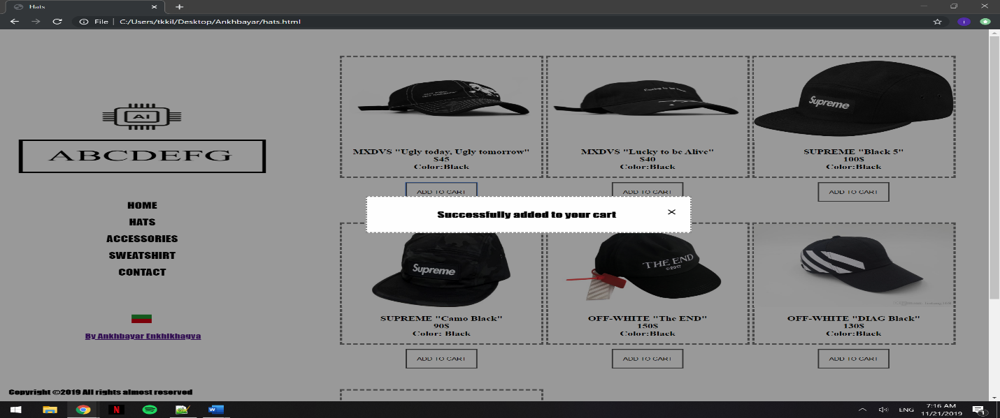 Hats
File | C:/Users/tkkil/Desktop/Ankhbayar/hats.html
AI
ABCDEFG
HOME
HATS
ACCESSORIES
SWEATSHIRT
CONTACT
By Ankhbayar Enkhlkhagva
Copyright ©2019 All rights almost reserved
Supreme
MXDVS "Ugly today, Ugly tomorrow"
$45
Color:Black
MXDVS "Lucky to be Alive"
$40
Color:Black
SUPREME "Black 5"
100$
Color:Black
ADD TO CART
ADD TO CART
ADD TO CART
Successfully added to your cart
Supreme
THE END
©2017
SUPREME "Camo Black"
90$
Color: Black
OFF-WHITE "The END"
150$
Color:Black
OFF-WHITE "DIAG Black"
130$
Color:Black
ADD TO CART
ADD TO CART
ADD TO CART
ENG
7:16 AM
11/21/2019